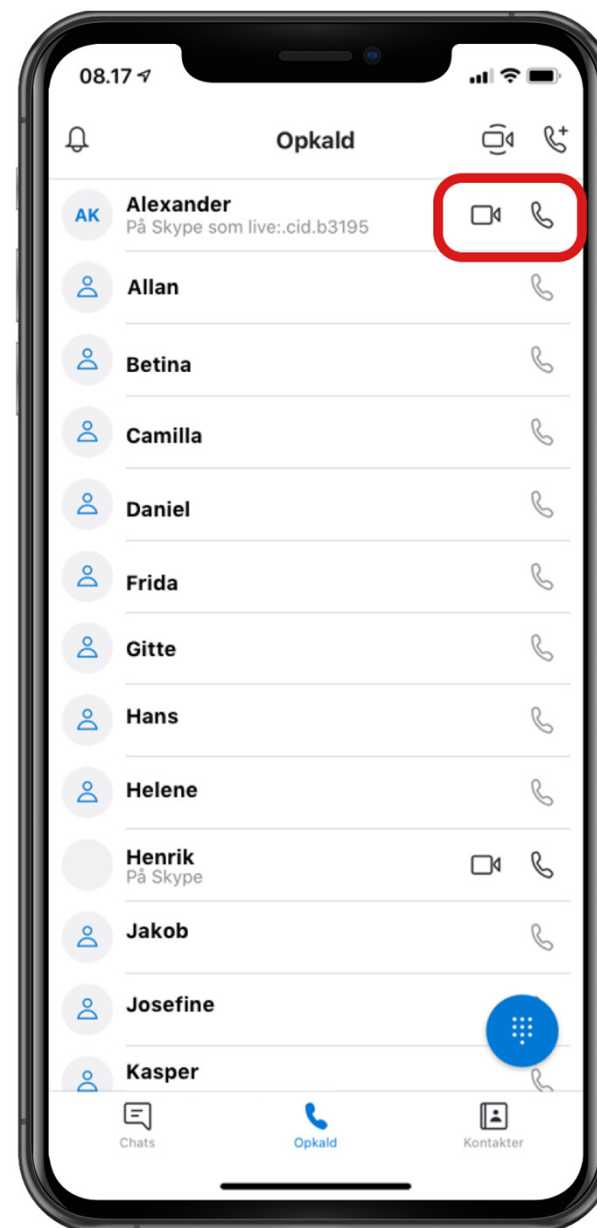 08.17
Opkald
AK
Alexander
På Skype som live:.cid.b3195
Allan
Betina
Camilla
Daniel
Frida
Gitte
Hans
Helene
Henrik
På Skype
Jakob
Josefine
Kasper
Chats
Opkald
Kontakter